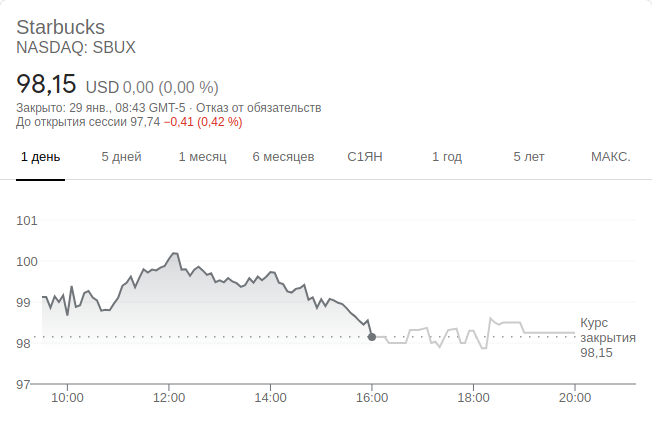 Starbucks
NASDAQ: SBUX
98,15 USD 0,00 (0,00 %)
Закрыто: 29 янв., 08:43 GMT-5 · Отказ от обязательств
До открытия сессии 97,74 −0,41 (0,42 %)
1 день 5 дней 1 месяц 6 месяцев С1ЯН 1 год 5 лет МАКС.
101
100
99
98
97
Курс
закрытия
98,15
10:00 12:00 14:00 16:00 18:00 20:00